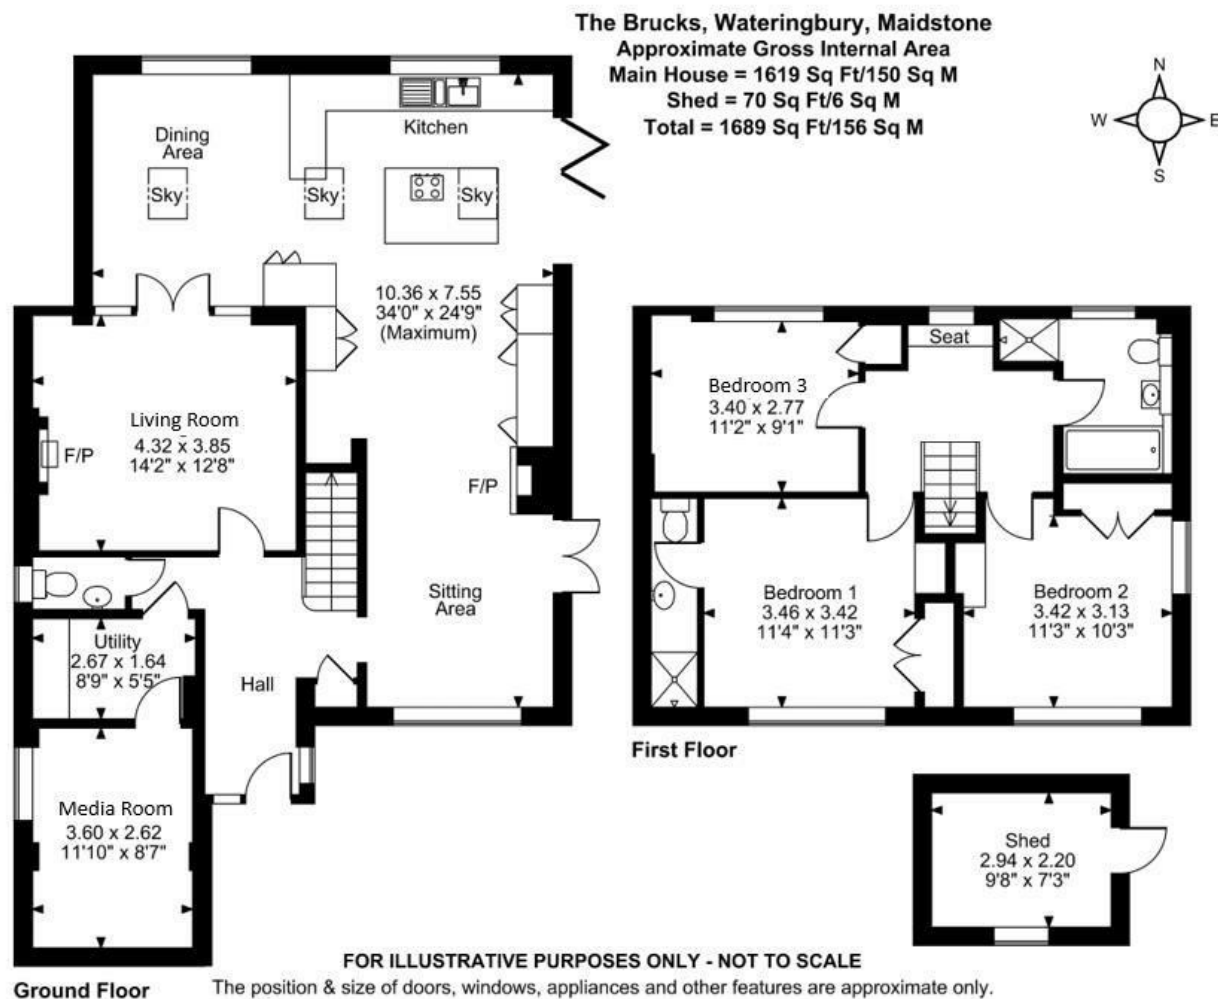 The Brucks, Wateringbury, Maidstone
Approximate Gross Internal Area
Main House = 1619 Sq Ft/150 Sq M
Shed = 70 Sq Ft/6 Sq M
Total = 1689 Sq Ft/156 Sq M
N
W
E
S
Kitchen
Dining
Area
Sky
Sky
Sky
10.36 x 7.55
34'0" x 24'9"
(Maximum)
Living Room
4.32 x 3.85
14'2" x 12'8"
F/P
F/P
Sitting
Area
Utility
2.67 x 1.64
8'9" x 5'5"
Hall
Media Room
3.60 x 2.62
11'10" x 8'7"
Ground Floor
Seat
Bedroom 3
3.40 x 2.77
11'2" x 9'1"
Bedroom 1
3.46 x 3.42
11'4" x 11'3"
Bedroom 2
3.42 x 3.13
11'3" x 10'3"
First Floor
Shed
2.94 x 2.20
9'8" x 7'3"
FOR ILLUSTRATIVE PURPOSES ONLY - NOT TO SCALE
The position & size of doors, windows, appliances and other features are approximate only.